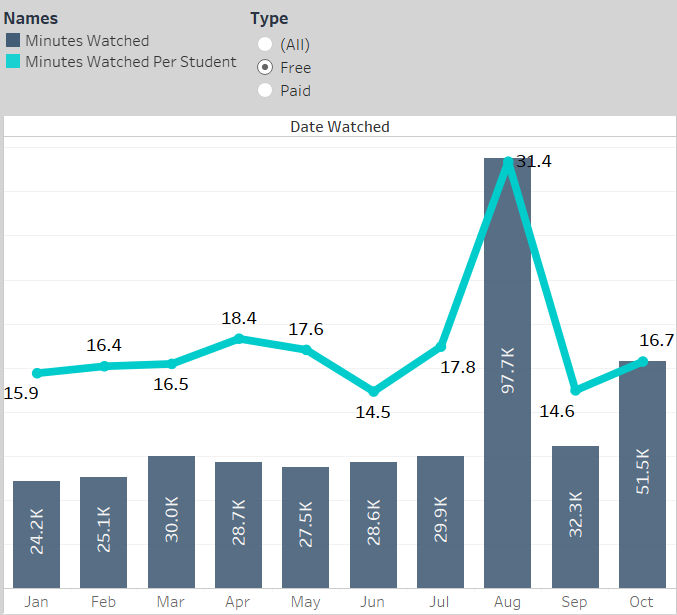 Names
Minutes Watched
Minutes Watched Per Student
Type
(All)
Free
Paid
Date Watched
31.4
18.4
17.6
16.7
16.4
17.8
16.5
15.9
14.5
14.6
24.2K
25.1K
30.0K
28.7K
27.5K
28.6K
29.9K
97.7K
32.3K
51.5K
Jan
Feb
Mar
Apr
May
Jun
Jul
Aug
Sep
Oct